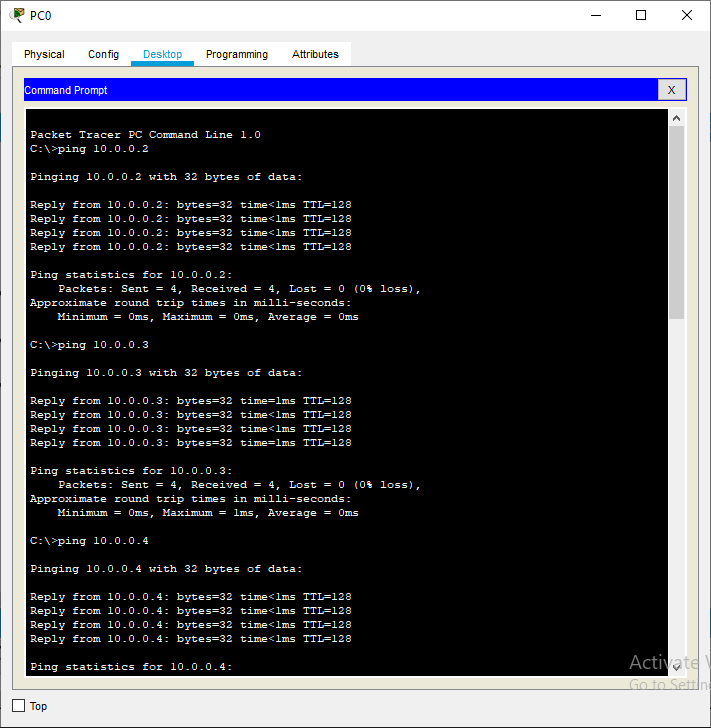 PC0
Physical Config Desktop Programming Attributes
Command Prompt X
Packet Tracer PC Command Line 1.0
C:\>ping 10.0.0.2
Pinging 10.0.0.2 with 32 bytes of data:
Reply from 10.0.0.2: bytes=32 time<1ms TTL=128
Reply from 10.0.0.2: bytes=32 time<1ms TTL=128
Reply from 10.0.0.2: bytes=32 time<1ms TTL=128
Reply from 10.0.0.2: bytes=32 time<1ms TTL=128
Ping statistics for 10.0.0.2:
Packets: Sent = 4, Received = 4, Lost = 0 (0% loss),
Approximate round trip times in milli-seconds:
Minimum = 0ms, Maximum = 0ms, Average = 0ms
C:\>ping 10.0.0.3
Pinging 10.0.0.3 with 32 bytes of data:
Reply from 10.0.0.3: bytes=32 time=1ms TTL=128
Reply from 10.0.0.3: bytes=32 time<1ms TTL=128
Reply from 10.0.0.3: bytes=32 time<1ms TTL=128
Reply from 10.0.0.3: bytes=32 time=1ms TTL=128
Ping statistics for 10.0.0.3:
Packets: Sent = 4, Received = 4, Lost = 0 (0% loss),
Approximate round trip times in milli-seconds:
Minimum = 0ms, Maximum = 1ms, Average = 0ms
C:\>ping 10.0.0.4
Pinging 10.0.0.4 with 32 bytes of data:
Reply from 10.0.0.4: bytes=32 time<1ms TTL=128
Reply from 10.0.0.4: bytes=32 time<1ms TTL=128
Reply from 10.0.0.4: bytes=32 time<1ms TTL=128
Reply from 10.0.0.4: bytes=32 time<1ms TTL=128
Ping statistics for 10.0.0.4:
Activate
Go to
Top